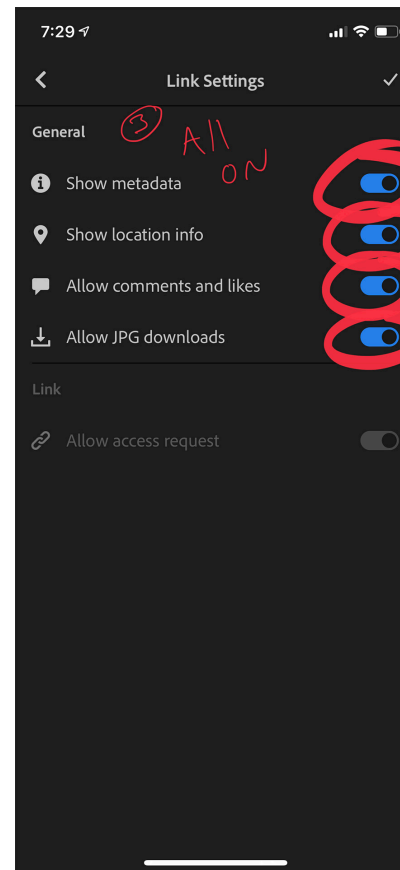 7:29
Link Settings
General
3 All
ON
Show metadata
Show location info
Allow comments and likes
Allow JPG downloads
Link
Allow access request